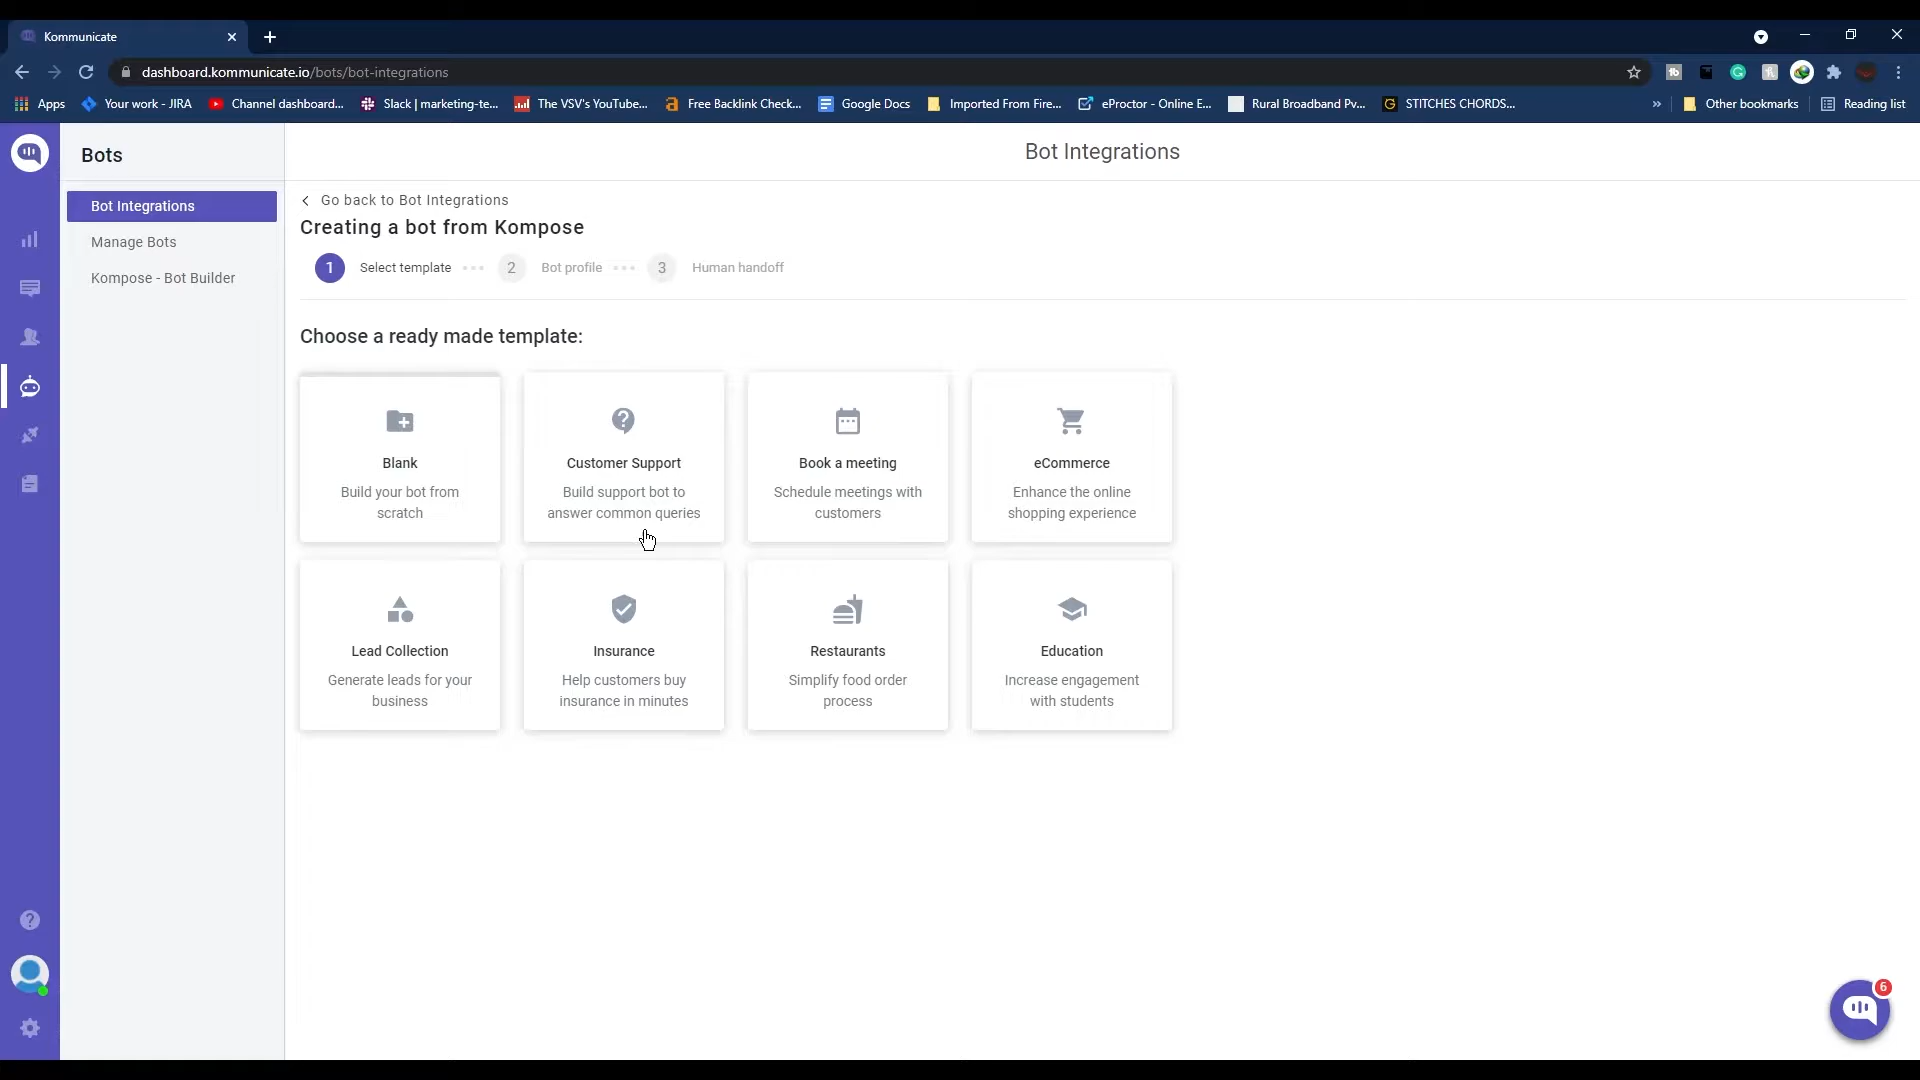 Kommunicate
dashboard.kommunicate.io/bots/bot-integrations
Apps
Your work - JIRA
Channel dashboard...
Slack | marketing-te...
The VSV's YouTube...
Free Backlink Check...
Google Docs
Imported From Fire...
eProctor - Online E...
Rural Broadband Pv...
STITCHES CHORDS...
»
Other bookmarks
Reading list
Bots
Bot Integrations
Manage Bots
Kompose - Bot Builder
Bot Integrations
Go back to Bot Integrations
Creating a bot from Kompose
1 Select template
2 Bot profile
3 Human handoff
Choose a ready made template:
Blank
Build your bot from
scratch
Customer Support
Build support bot to
answer common queries
Book a meeting
Schedule meetings with
customers
eCommerce
Enhance the online
shopping experience
Lead Collection
Generate leads for your
business
Insurance
Help customers buy
insurance in minutes
Restaurants
Simplify food order
process
Education
Increase engagement
with students
6